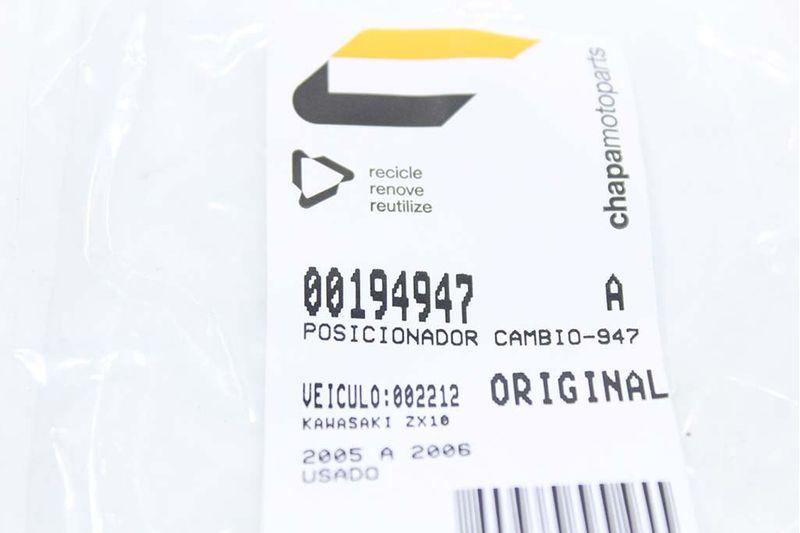 chapamotoparts
recicle
renove
reutilize
00194947 A
POSICIONADOR CAMBIO-947
VEICULO:002212 ORIGINAL
KAWASAKI ZX10
2005 A 2006
USADO